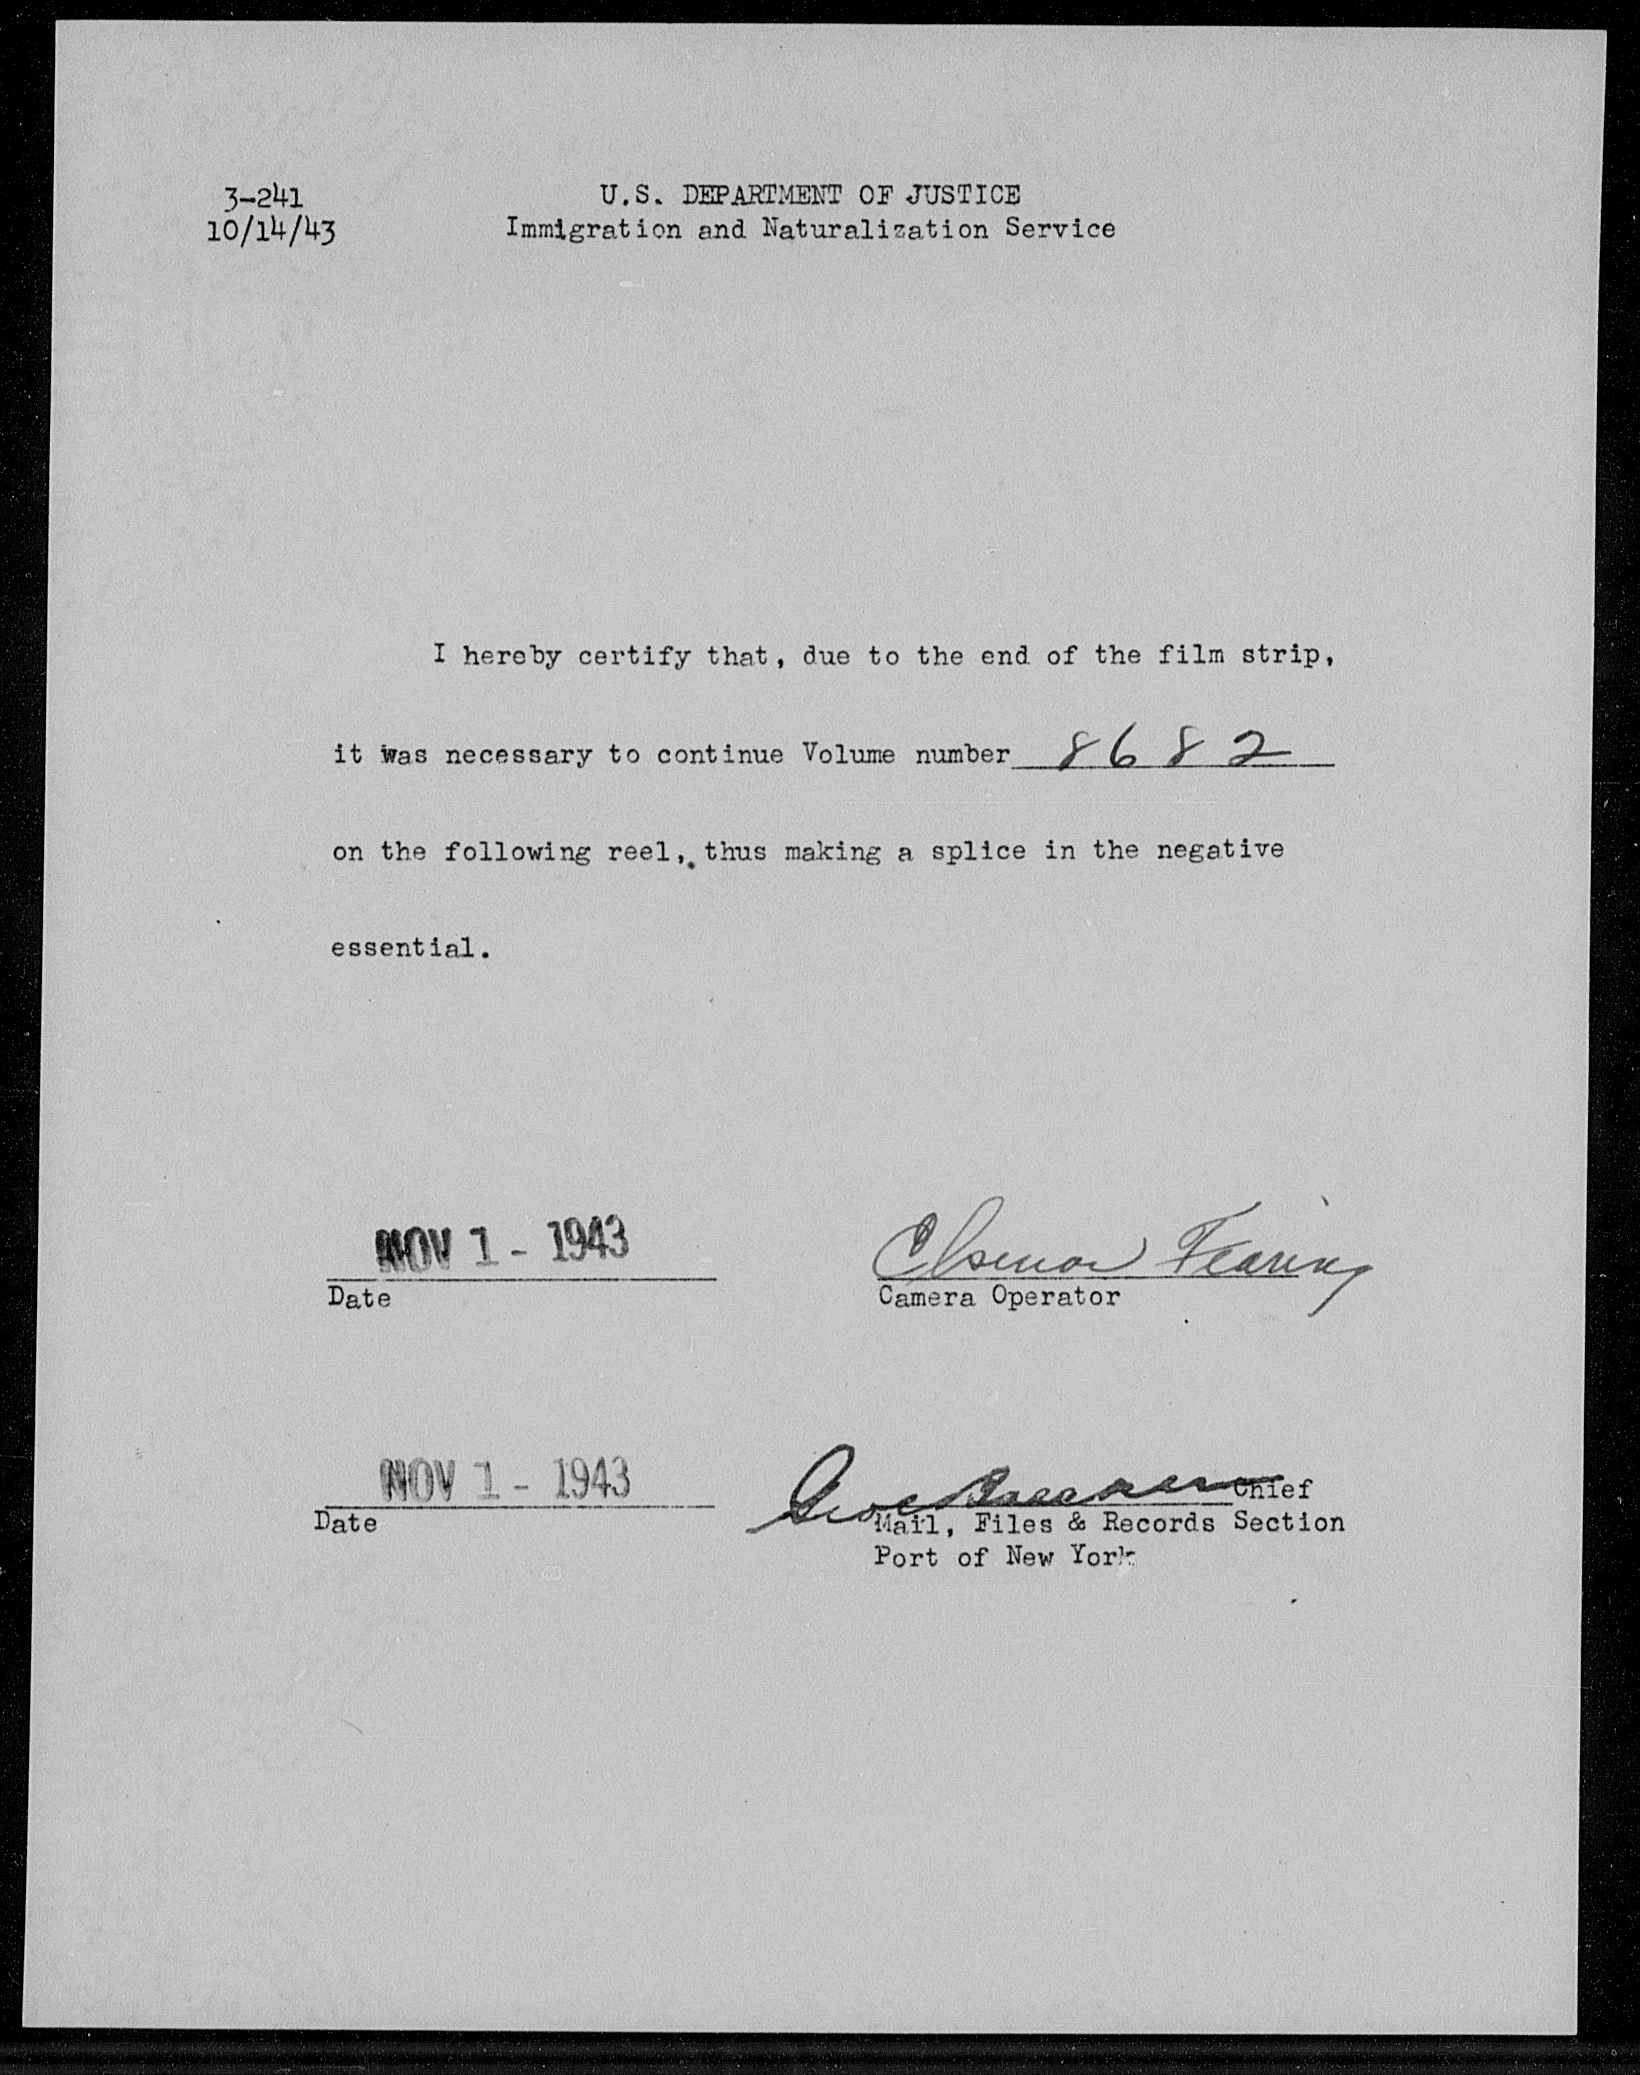 3-241
10/14/43
U.S. DEPARTMENT OF JUSTICE
Immigration and Naturalization Service
I hereby certify that, due to the end of the film strip,
it was necessary to continue Volume number 8682
on the following reel, thus making a splice in the negative
essential.
NOV 1 - 1943
Date
Fearing
Camera Operator
NOV 1 - 1943
Date
Chief
Mail, Files & Records Section
Port of New York